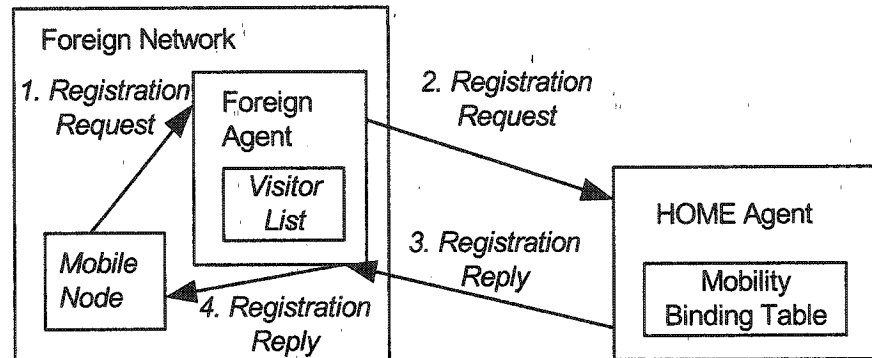 Foreign Network
1. Registration
Request
Foreign
Agent
Visitor
List
Mobile
Node
2. Registration
Request
HOME Agent
Mobility
Binding Table
3. Registration
Reply
4. Registration
Reply